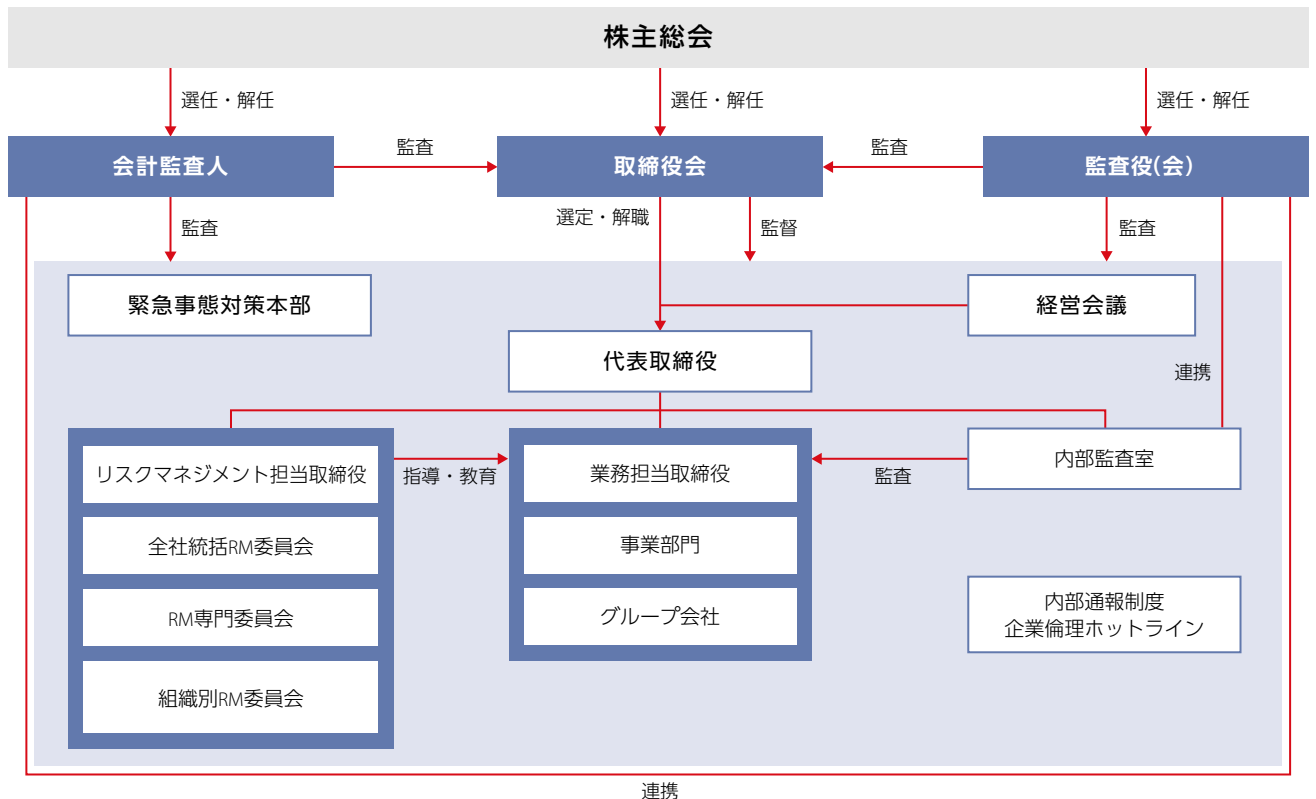 株主総会
選任・解任
選任・解任
選任・解任
会計監査人
監査
取締役会
監査
監査役(会)
監査
選定・解職
監督
監査
緊急事態対策本部
経営会議
代表取締役
連携
リスクマネジメント担当取締役
指導・教育
業務担当取締役
監査
内部監査室
全社統括RM委員会
事業部門
RM専門委員会
グループ会社
内部通報制度
企業倫理ホットライン
組織別RM委員会
連携